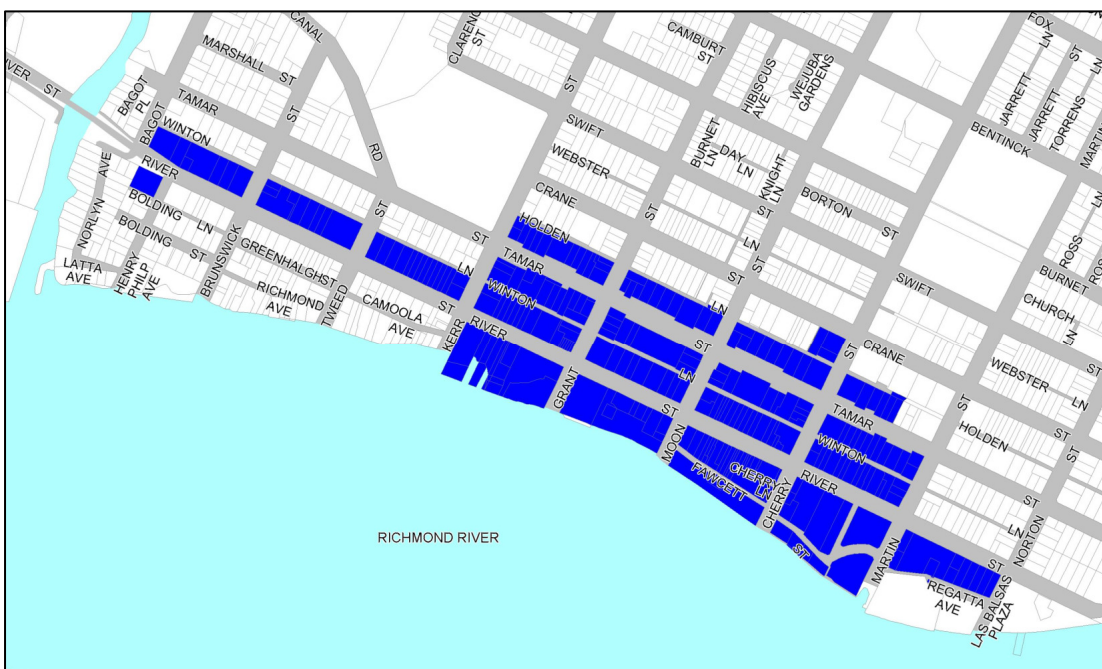 CANAL
RD
CLARENC
ST
CAMBURT
ST
HIBISCUS
AVE
WEJUBA
GARDENS
FOX
LN
JARRETT
LN
JARRETT
ST
TORRENS
LN
MARTIN
BENTINCK
MARSHALL
ST
IVER
ST
BAGOT
PL
BAGOT
TAMAR
ST
WINTON
RIVER
NORLYN
AVE
BOLDING
LN
BOLDING
ST
LATTA
AVE
HENRY
PHILP
AVE
BRUNSWICK
ST
GREENHALGH
ST
RICHMOND
AVE
TWEED
ST
CAMOOLA
AVE
ST
LN
ST
KERR
ST
SWIFT
ST
WEBSTER
LN
CRANE
ST
HOLDEN
LN
TAMAR
ST
WINTON
LN
RIVER
ST
GRANT
MOON
ST
BURNET
LN
DAY
LN
KNIGHT
LN
BORTON
ST
SWIFT
ST
CRANE
ST
WEBSTER
LN
HOLDEN
LN
TAMAR
ST
WINTON
LN
RIVER
ST
CHERRY
LN
CHERRY
ST
FAWCETT
ST
MARTIN
ST
REGATTA
AVE
LAS BALSAS
PLAZA
NORTON
ST
ROSS
LN
BURNET
CHURCH
LN
RICHMOND RIVER